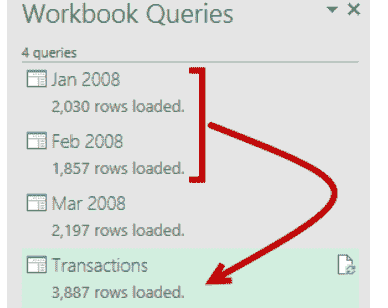 Workbook Queries
4 queries
Jan 2008
2,030 rows loaded.
Feb 2008
1,857 rows loaded.
Mar 2008
2,197 rows loaded.
Transactions
3,887 rows loaded.